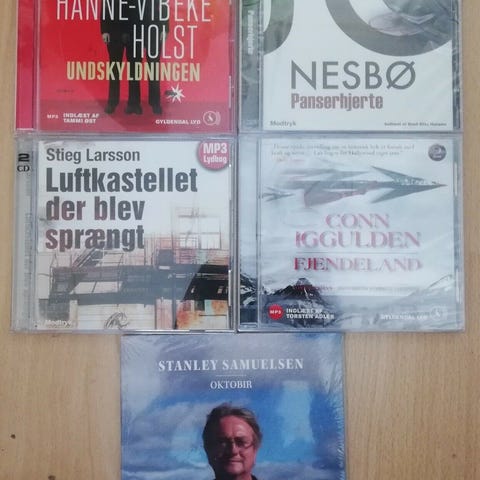 HANNE-VIBEKE
HOLST
UNDSKYLDNINGEN
MP3 INDLÆST AF
TAMMI ØST
GYLDENDAL LYD
NESBØ
Panserhjerte
Modtryk
2
CD
Stieg Larsson
Luftkastellet
der blev
sprængt
MP3
Lydbog
Modtryk
CONN
IGGULDEN
FJENDELAND
MP3 INDLÆST AF
TORSTEN ADLER
GYLDENDAL LYD
STANLEY SAMUELSEN
OKTOBIR